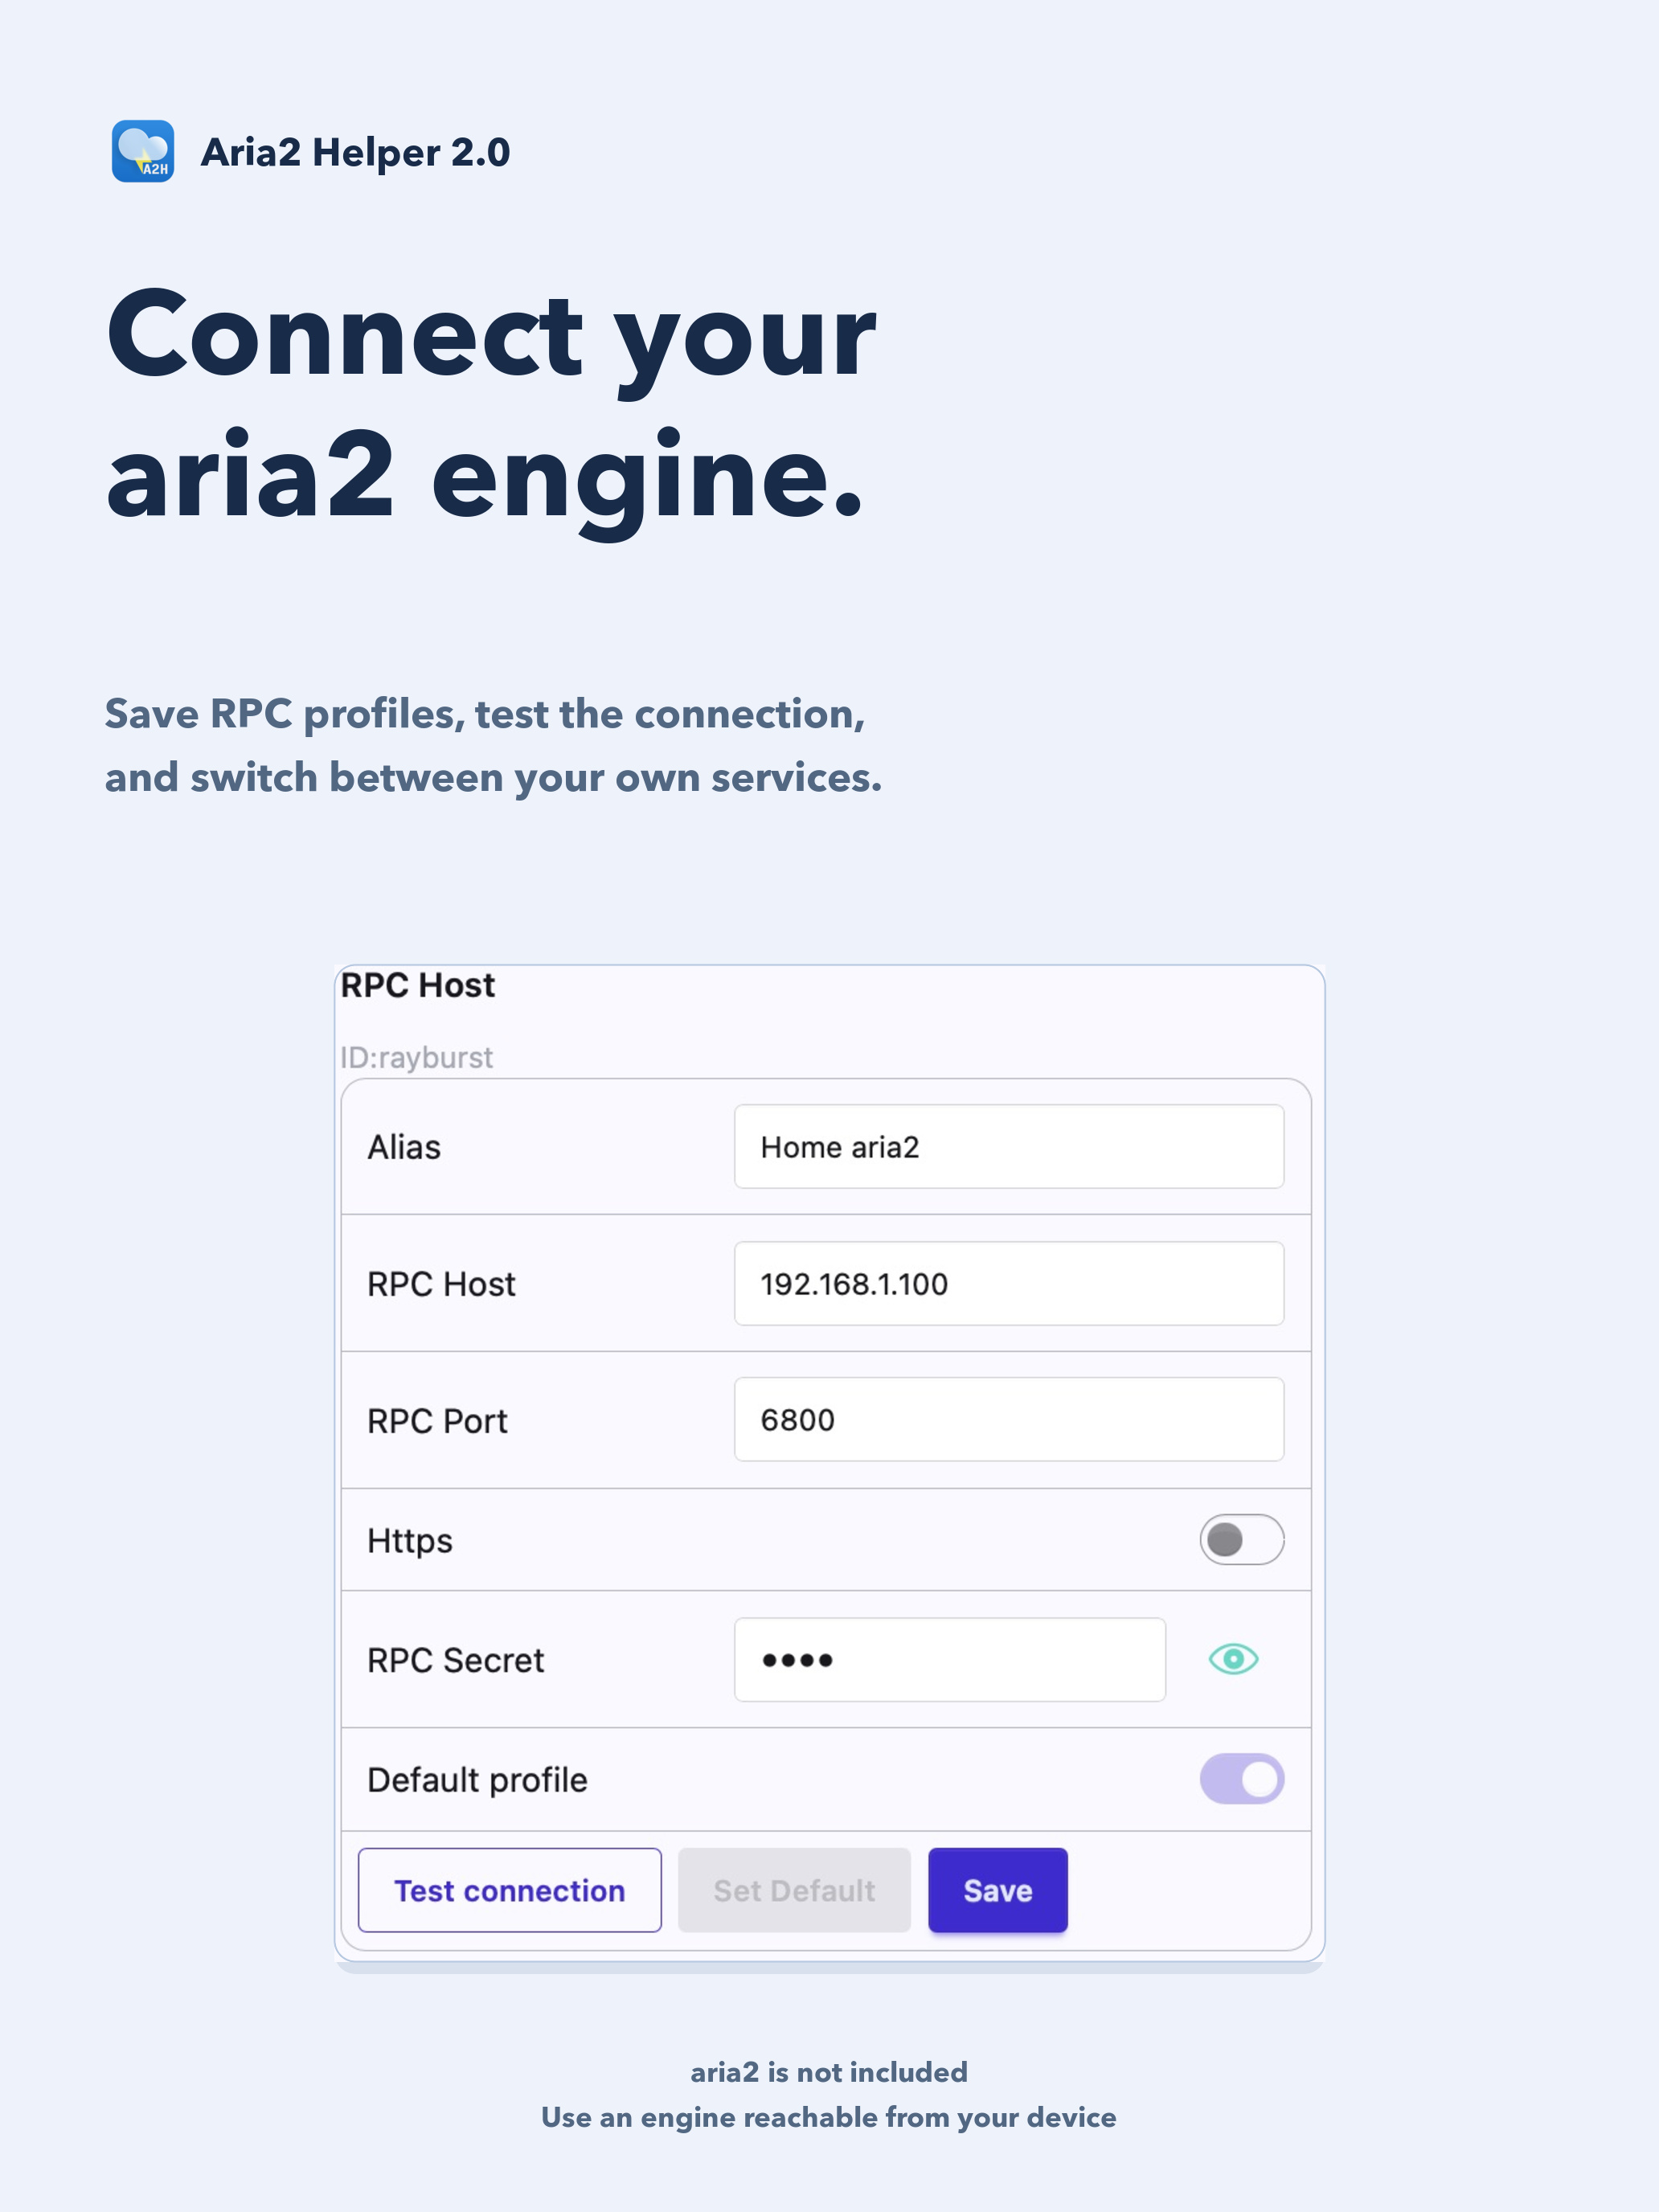 A2H
Aria2 Helper 2.0
Connect your
aria2 engine.
Save RPC profiles, test the connection,
and switch between your own services.
RPC Host
ID:rayburst
Alias
Home aria2
RPC Host
192.168.1.100
RPC Port
6800
Https
RPC Secret
••••
Default profile
Test connection
Set Default
Save
aria2 is not included
Use an engine reachable from your device